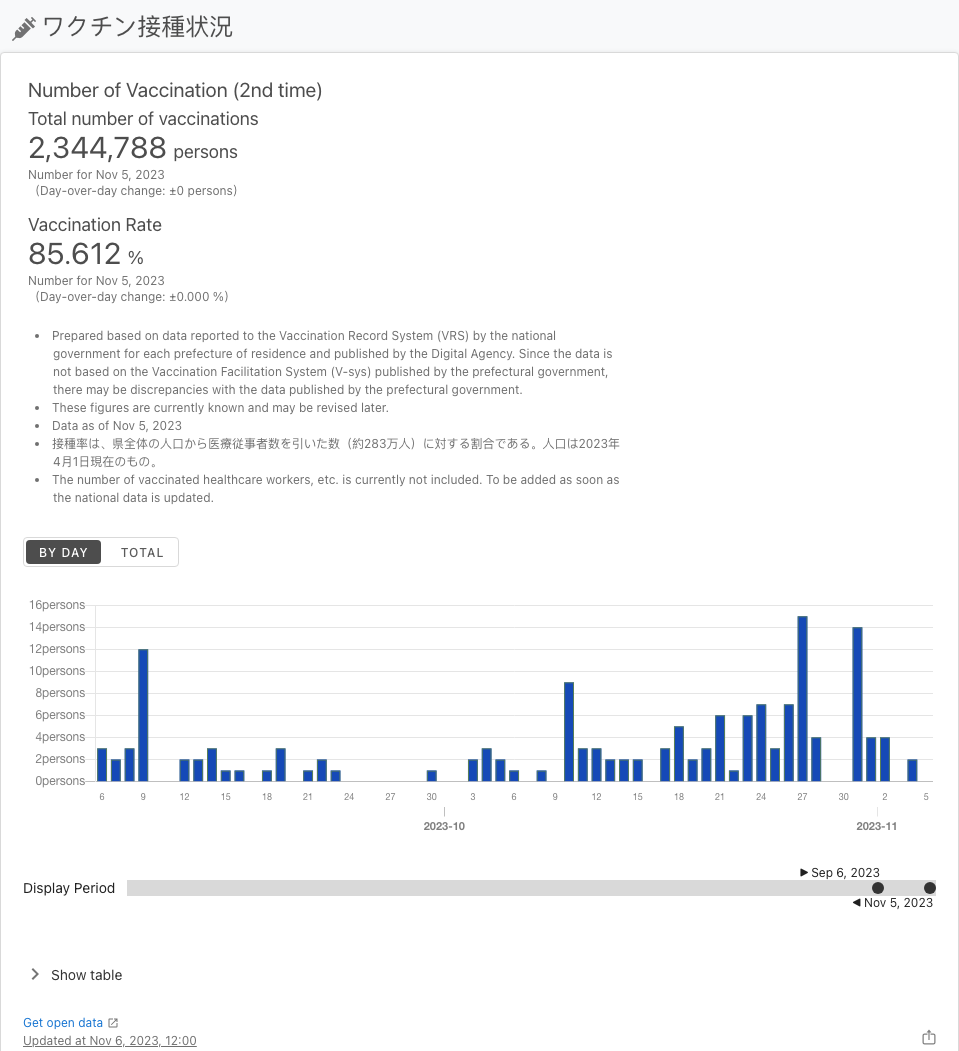 ワクチン接種状況
Number of Vaccination (2nd time)
Total number of vaccinations
2,344,788 persons
Number for Nov 5, 2023
(Day-over-day change: ±0 persons)
Vaccination Rate
85.612 %
Number for Nov 5, 2023
(Day-over-day change: ±0.000 %)
• Prepared based on data reported to the Vaccination Record System (VRS) by the national
government for each prefecture of residence and published by the Digital Agency. Since the data is
not based on the Vaccination Facilitation System (V-sys) published by the prefectural government,
there may be discrepancies with the data published by the prefectural government.
• These figures are currently known and may be revised later.
• Data as of Nov 5, 2023
• 接種率は、県全体の人口から医療従事者数を引いた数（約283万人）に対する割合である。人口は2023年
4月1日現在のもの。
• The number of vaccinated healthcare workers, etc. is currently not included. To be added as soon as
the national data is updated.
BY DAY TOTAL
16persons
14persons
12persons
10persons
8persons
6persons
4persons
2persons
0persons
6 9 12 15 18 21 24 27 30 3 6 9 12 15 18 21 24 27 30 2 5
2023-10 2023-11
Sep 6, 2023
Display Period
Nov 5, 2023
Show table
Get open data
Updated at Nov 6, 2023, 12:00